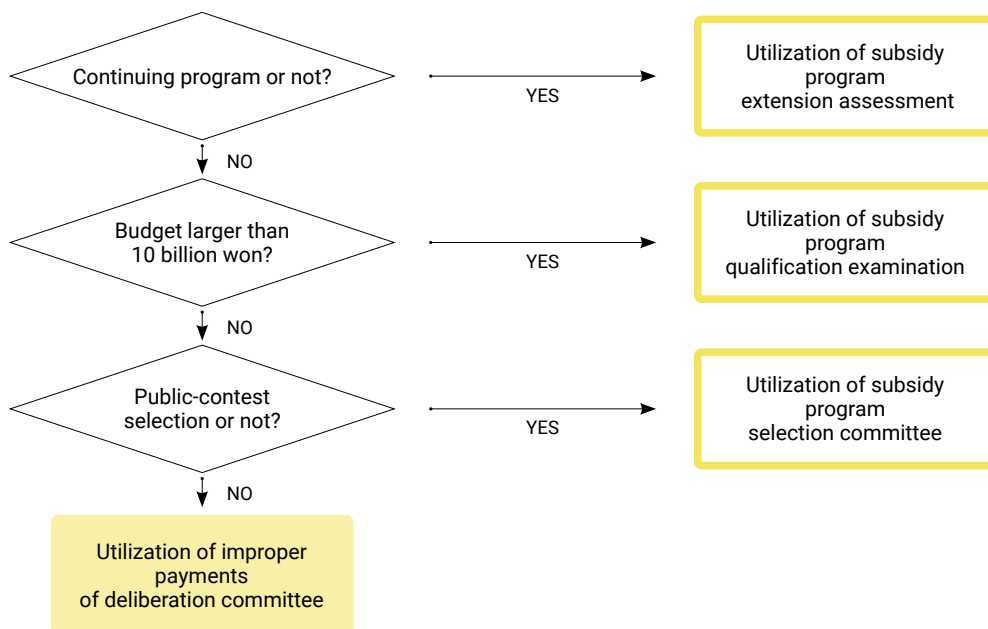 Continuing program or not?
YES
Utilization of subsidy
program
extension assessment
NO
Budget larger than
10 billion won?
YES
Utilization of subsidy
program
qualification examination
NO
Public-contest
selection or not?
YES
Utilization of subsidy
program
selection committee
NO
Utilization of improper
payments
of deliberation committee